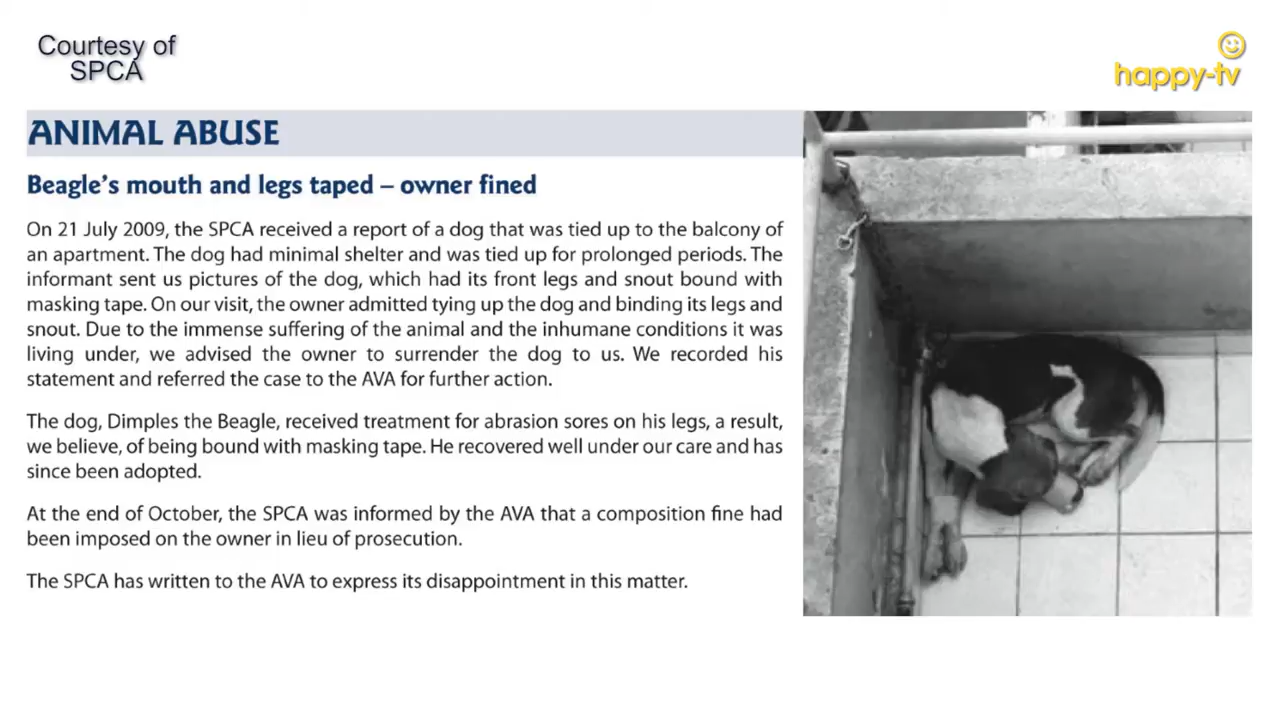 Courtesy of
SPCA
happy-tv
ANIMAL ABUSE
Beagle's mouth and legs taped – owner fined
On 21 July 2009, the SPCA received a report of a dog that was tied up to the balcony of
an apartment. The dog had minimal shelter and was tied up for prolonged periods. The
informant sent us pictures of the dog, which had its front legs and snout bound with
masking tape. On our visit, the owner admitted tying up the dog and binding its legs and
snout. Due to the immense suffering of the animal and the inhumane conditions it was
living under, we advised the owner to surrender the dog to us. We recorded his
statement and referred the case to the AVA for further action.
The dog, Dimples the Beagle, received treatment for abrasion sores on his legs, a result,
we believe, of being bound with masking tape. He recovered well under our care and has
since been adopted.
At the end of October, the SPCA was informed by the AVA that a composition fine had
been imposed on the owner in lieu of prosecution.
The SPCA has written to the AVA to express its disappointment in this matter.